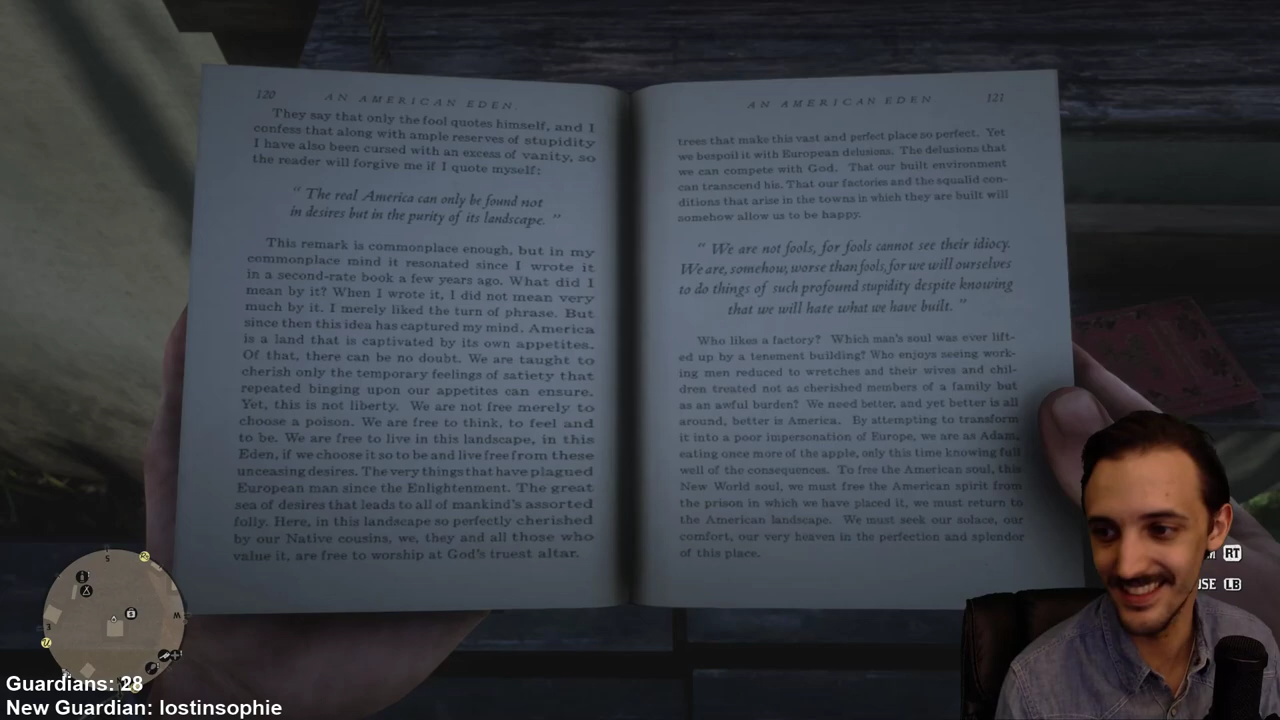 120 AN AMERICAN EDEN.
They say that only the fool quotes himself, and I
confess that along with ample reserves of stupidity
I have also been cursed with an excess of vanity, so
the reader will forgive me if I quote myself:
" The real America can only be found not
in desires but in the purity of its landscape. "
This remark is commonplace enough, but in my
commonplace mind it resonated since I wrote it
in a second-rate book a few years ago. What did I
mean by it? When I wrote it, I did not mean very
much by it. I merely liked the turn of phrase. But
since then this idea has captured my mind. America
is a land that is captivated by its own appetites.
Of that, there can be no doubt. We are taught to
cherish only the temporary feelings of satiety that
repeated binging upon our appetites can ensure.
Yet, this is not liberty. We are not free merely to
choose a poison. We are free to think, to feel and
to be. We are free to live in this landscape, in this
Eden, if we choose it so to be and live free from these
unceasing desires. The very things that have plagued
European man since the Enlightenment. The great
sea of desires that leads to all of mankind's assorted
folly. Here, in this landscape so perfectly cherished
by our Native cousins, we, they and all those who
value it, are free to worship at God's truest altar.
AN AMERICAN EDEN 121
trees that make this vast and perfect place so perfect. Yet
we bespoil it with European delusions. The delusions that
we can compete with God. That our built environment
can transcend his. That our factories and the squalid con-
ditions that arise in the towns in which they are built will
somehow allow us to be happy.
" We are not fools, for fools cannot see their idiocy.
We are, somehow, worse than fools, for we will ourselves
to do things of such profound stupidity despite knowing
that we will hate what we have built. "
Who likes a factory? Which man's soul was ever lift-
ed up by a tenement building? Who enjoys seeing work-
ing men reduced to wretches and their wives and chil-
dren treated not as cherished members of a family but
as an awful burden? We need better, and yet better is all
around, better is America. By attempting to transform
it into a poor impersonation of Europe, we are as Adam,
eating once more of the apple, only this time knowing full
well of the consequences. To free the American soul, this
New World soul, we must free the American spirit from
the prison in which we have placed it, we must return to
the American landscape. We must seek our solace, our
comfort, our very heaven in the perfection and splendor
of this place.
RT
LB
S
W
E
Guardians: 28
New Guardian: lostinsophie